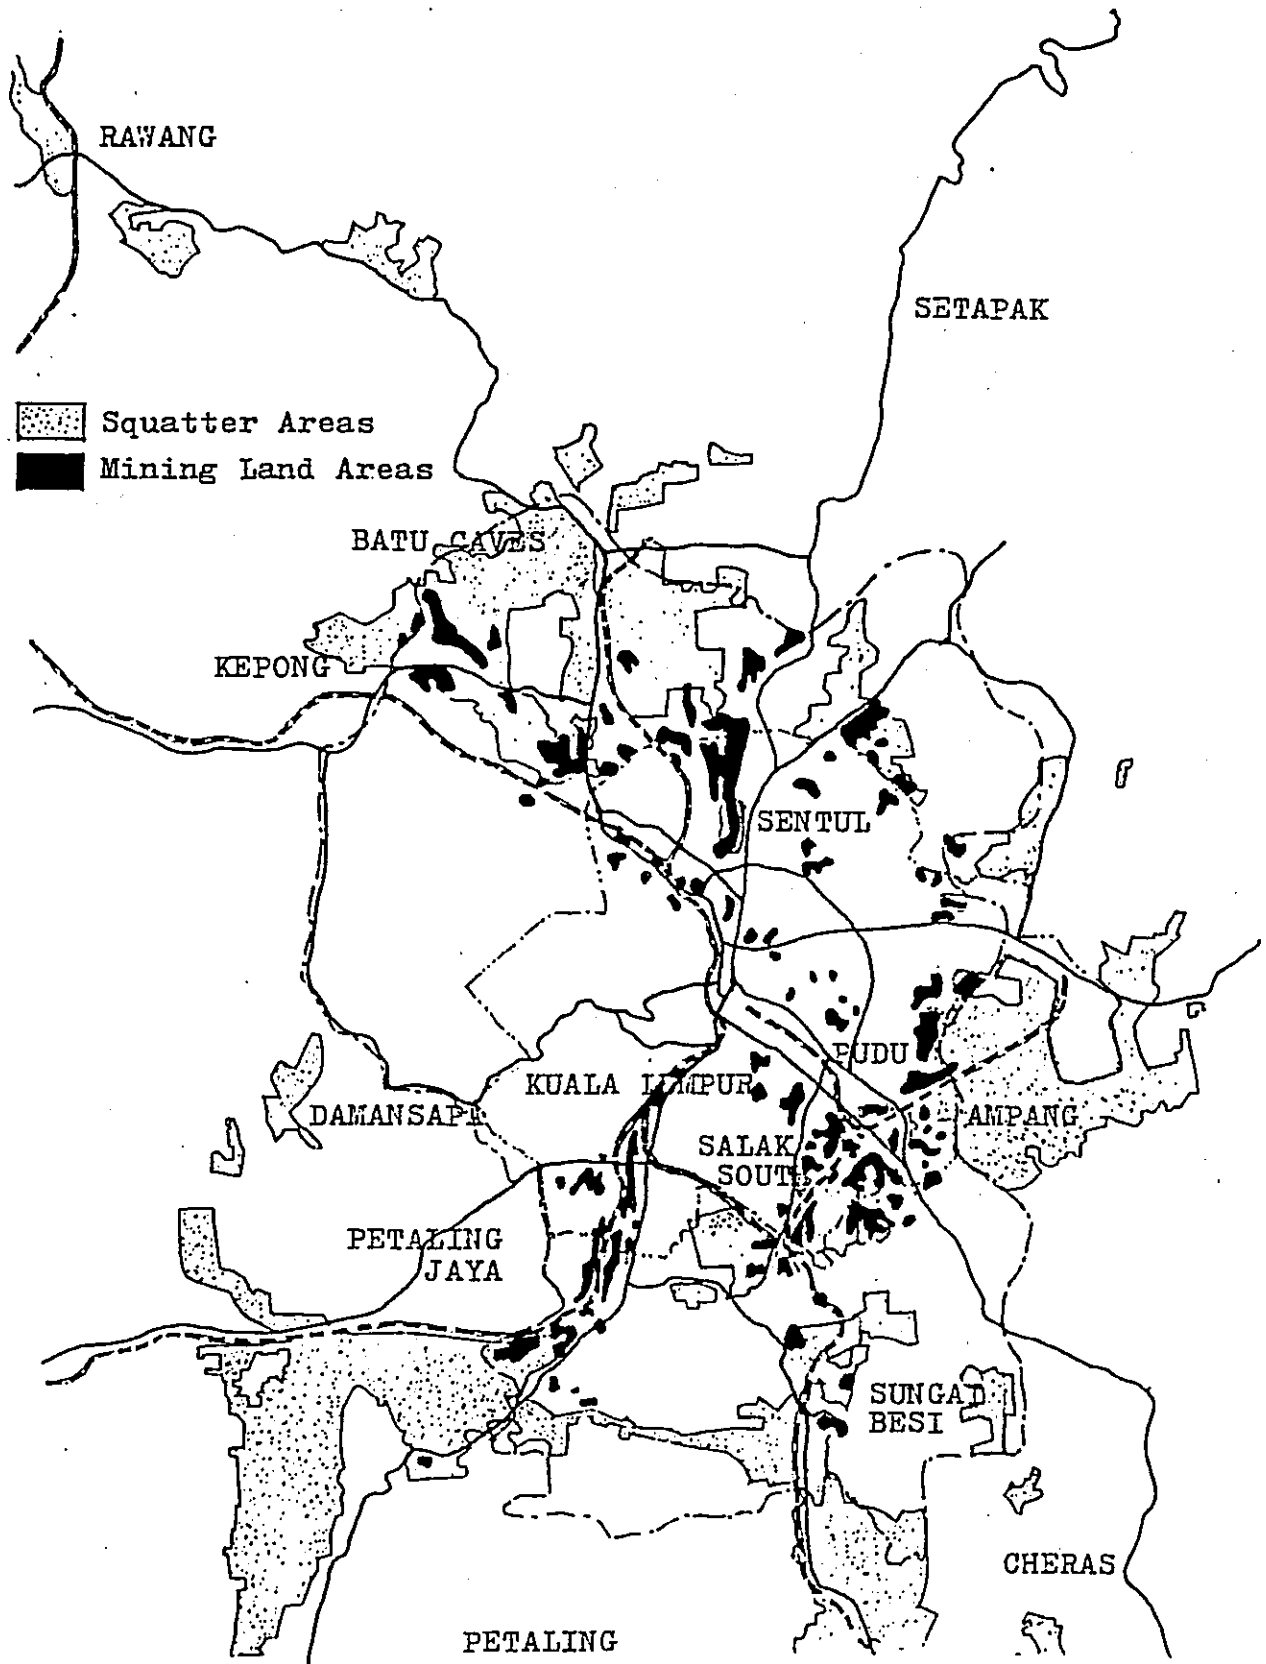 RAWANG
SETAPAK
Squatter Areas
Mining Land Areas
BATU CAVES
KEPONG
SENTUL
PUDU
KUALA LUMPUR
DAMANSARI
AMPANG
SALAK
SOUTH
PETALING
JAYA
SUNGAI
BESI
CHERAS
PETALING